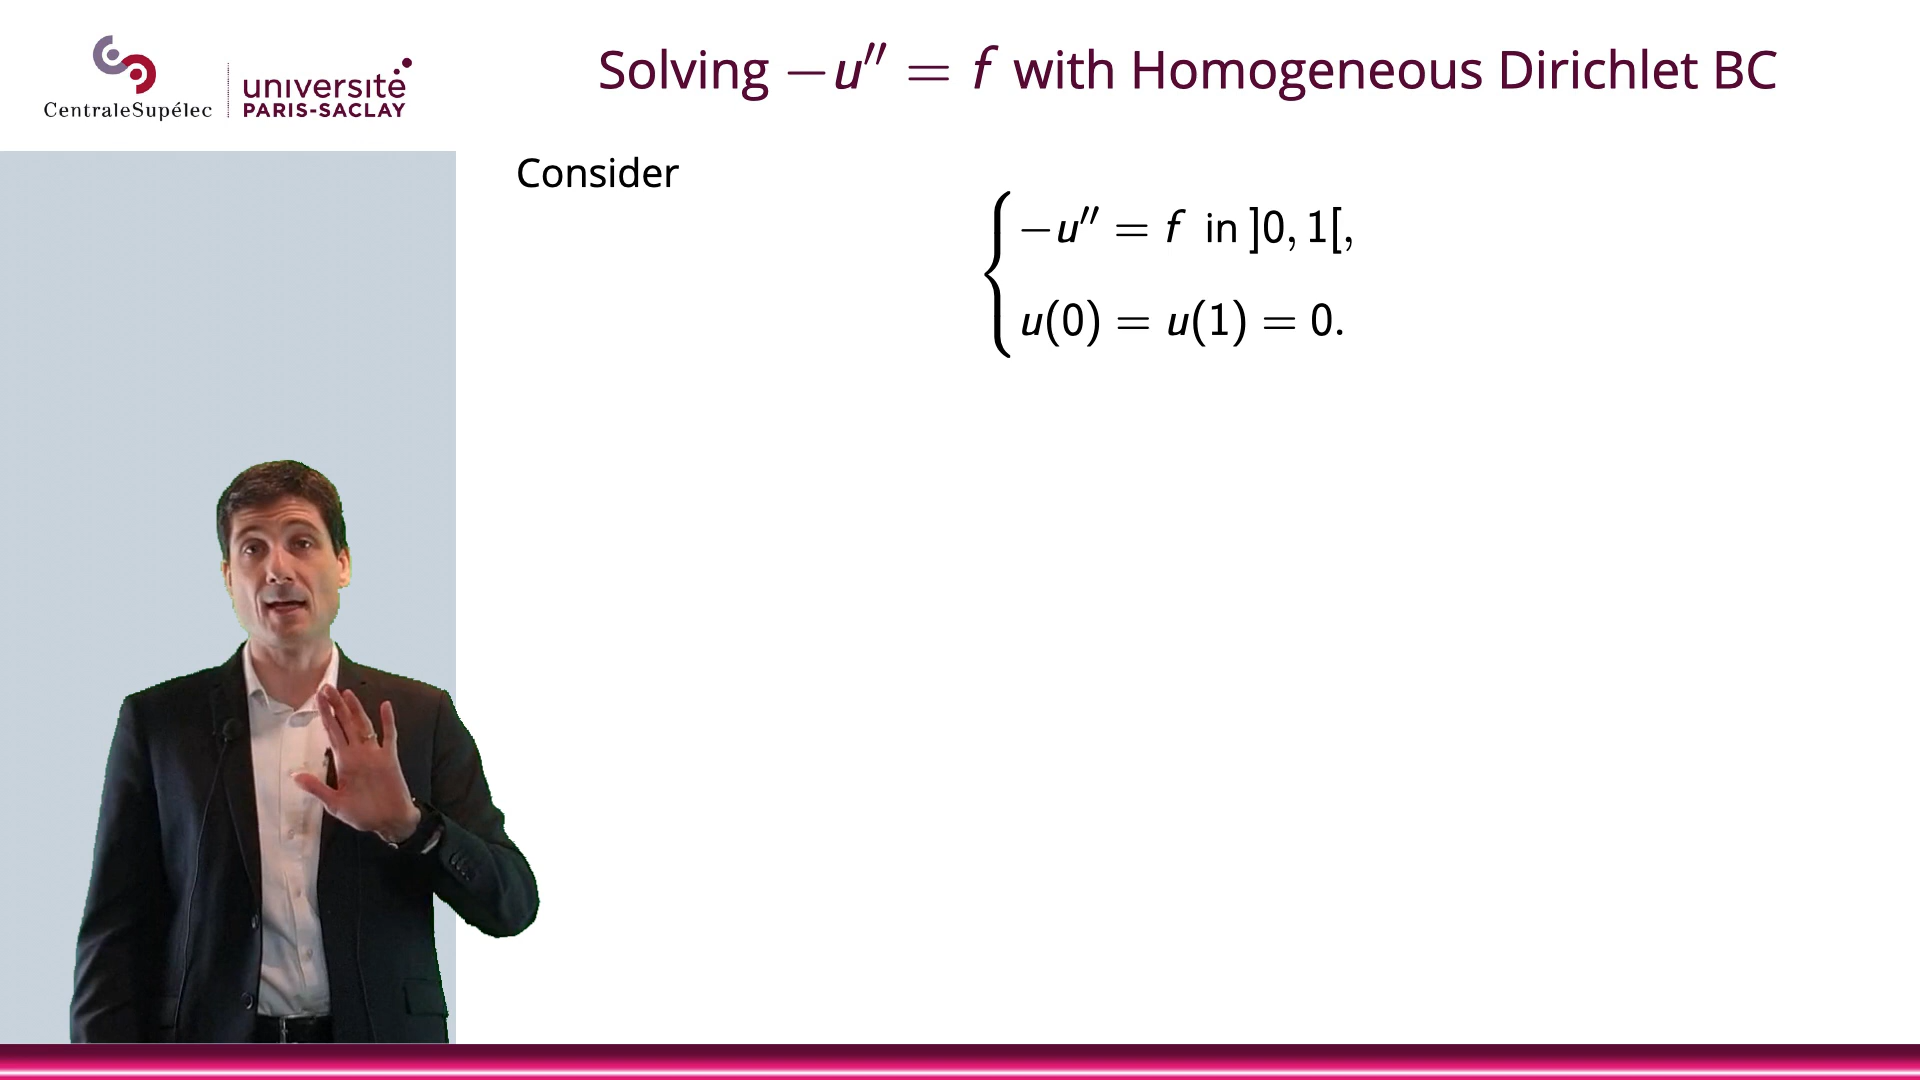 CentraleSupélec
université
PARIS-SACLAY
Solving −u″ = f with Homogeneous Dirichlet BC
Consider
−u″ = f in ]0, 1[,
u(0) = u(1) = 0.